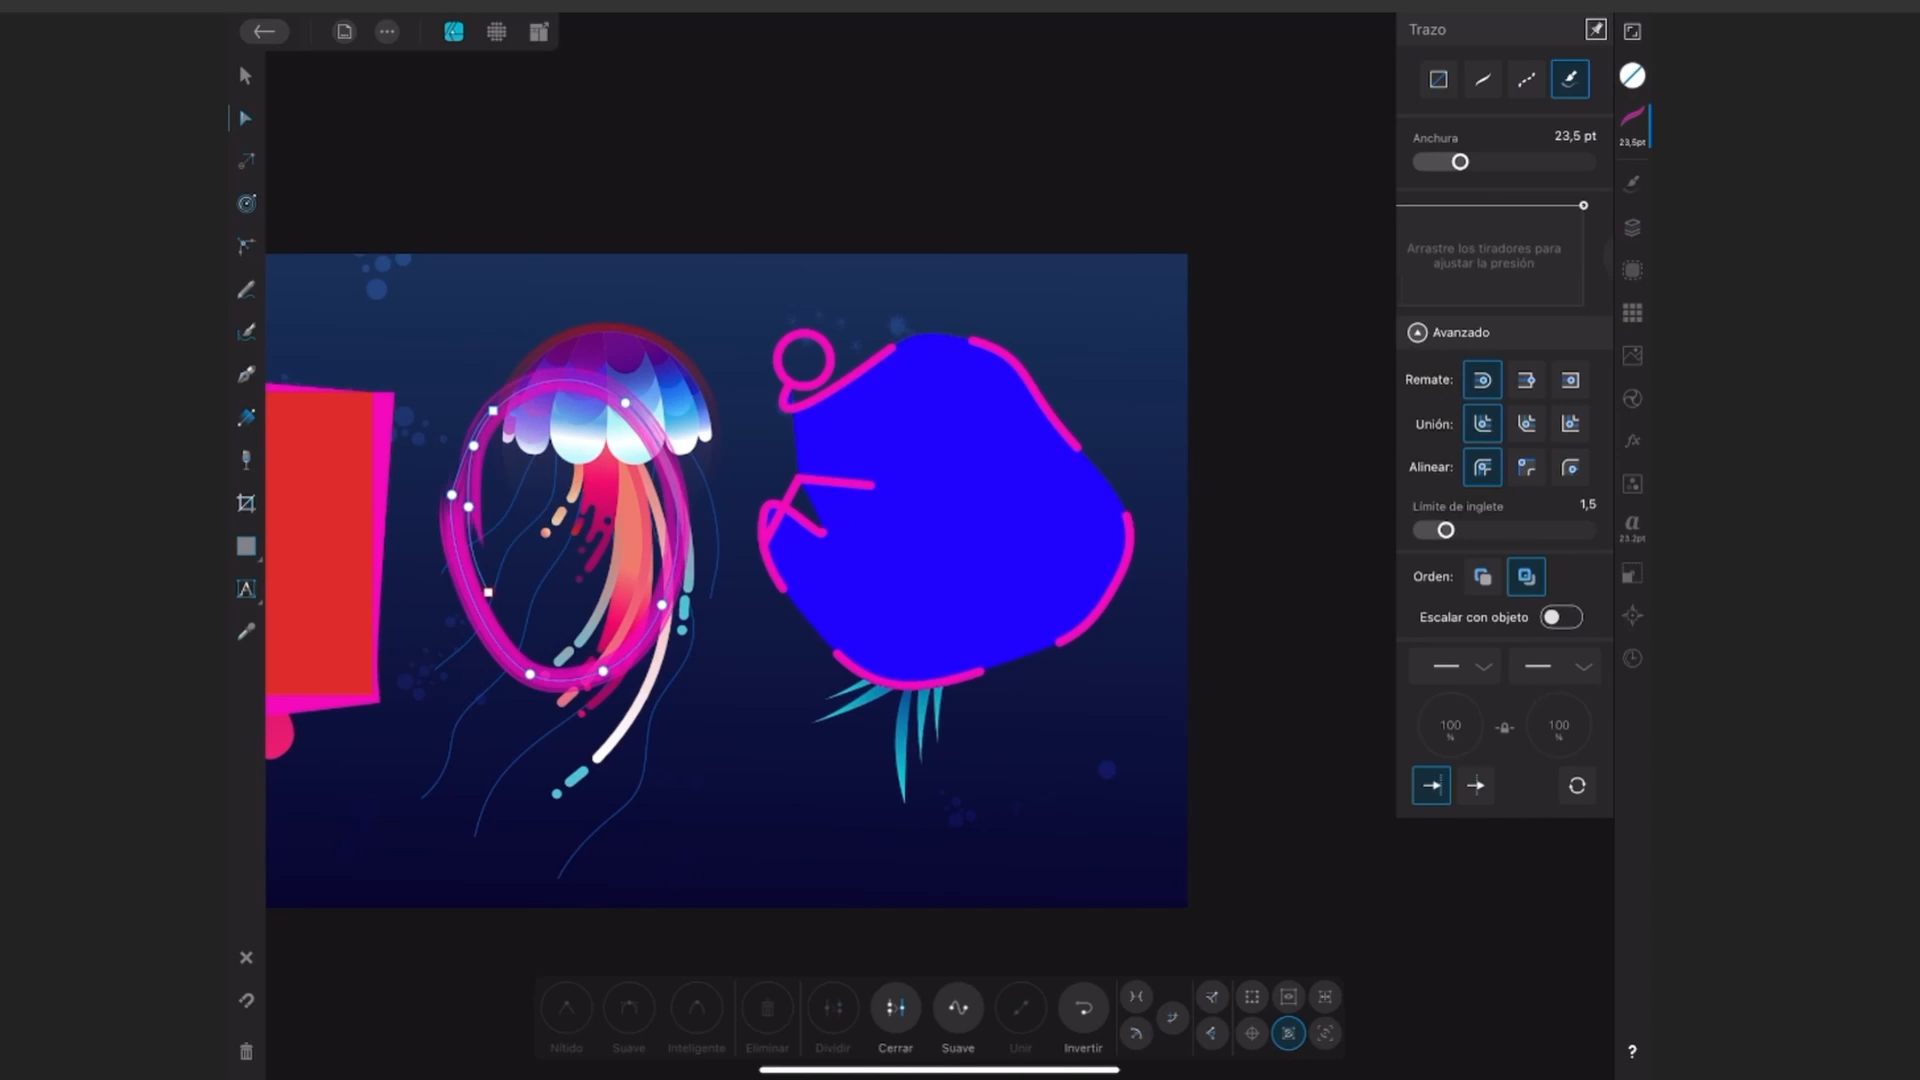 Trazo
Anchura
23,5 pt
23,5pt
Arrastre los tiradores para
ajustar la presión
Avanzado
Remate:
Unión:
Alinear:
Límite de inglete
1,5
a
23.2pt
fx
Orden:
Escalar con objeto
100
%
100
%
A
Nítido
Suave
Inteligente
Eliminar
Dividir
Cerrar
Suave
Unir
Invertir
?